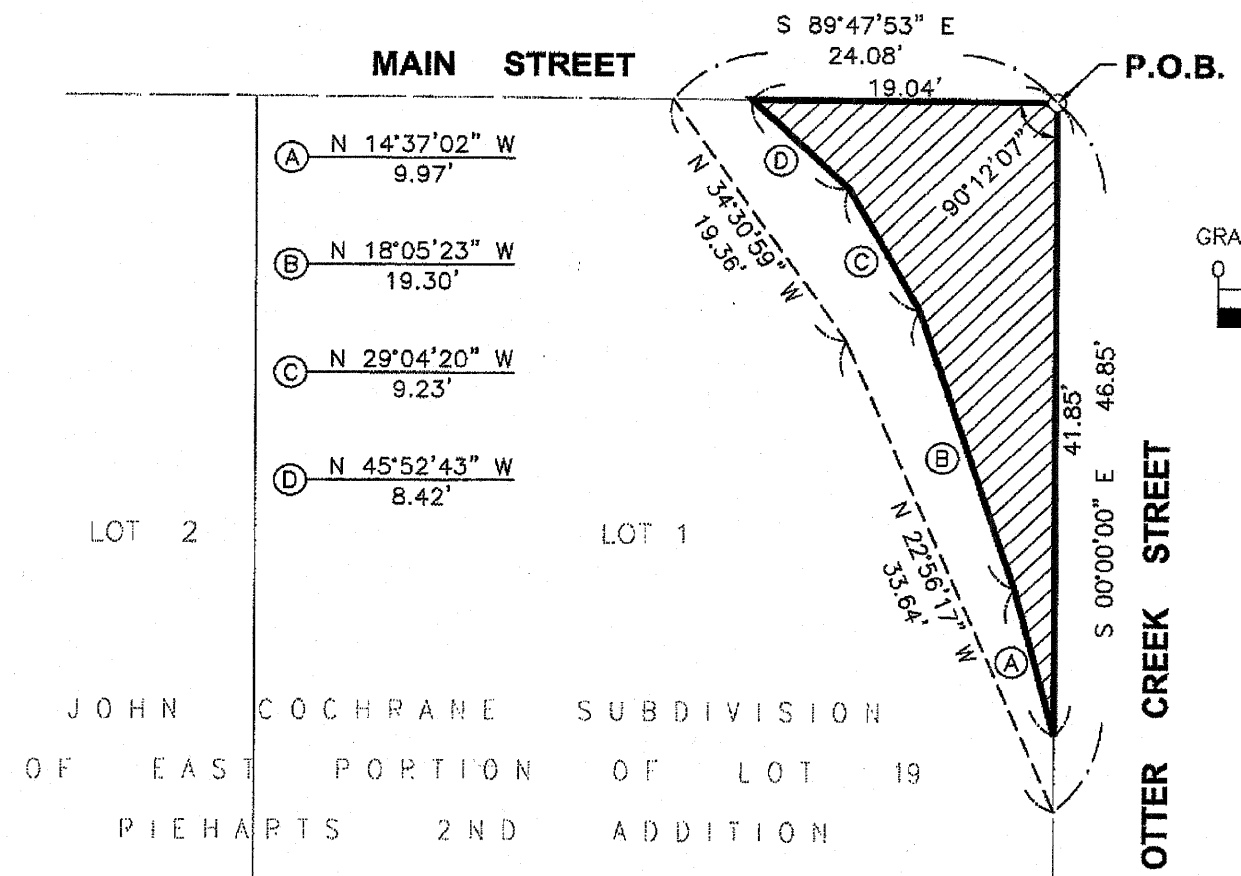 S 89°47'53" E
24.08'
MAIN STREET
P.O.B.
19.04'
A N 14°37'02" W
9.97'
D
90°12'07"
N 34°30'59" W
19.36'
B N 18°05'23" W
19.30'
C
GRA
0
C N 29°04'20" W
9.23'
41.85'
S 00°00'00" E 46.85'
D N 45°52'43" W
8.42'
B
LOT 2
LOT 1
N 22°56'17" W
33.64'
A
OTTER CREEK STREET
JOHN COCHRANE SUBDIVISION
OF EAST PORTION OF LOT 19
PIEHARTS 2ND ADDITION